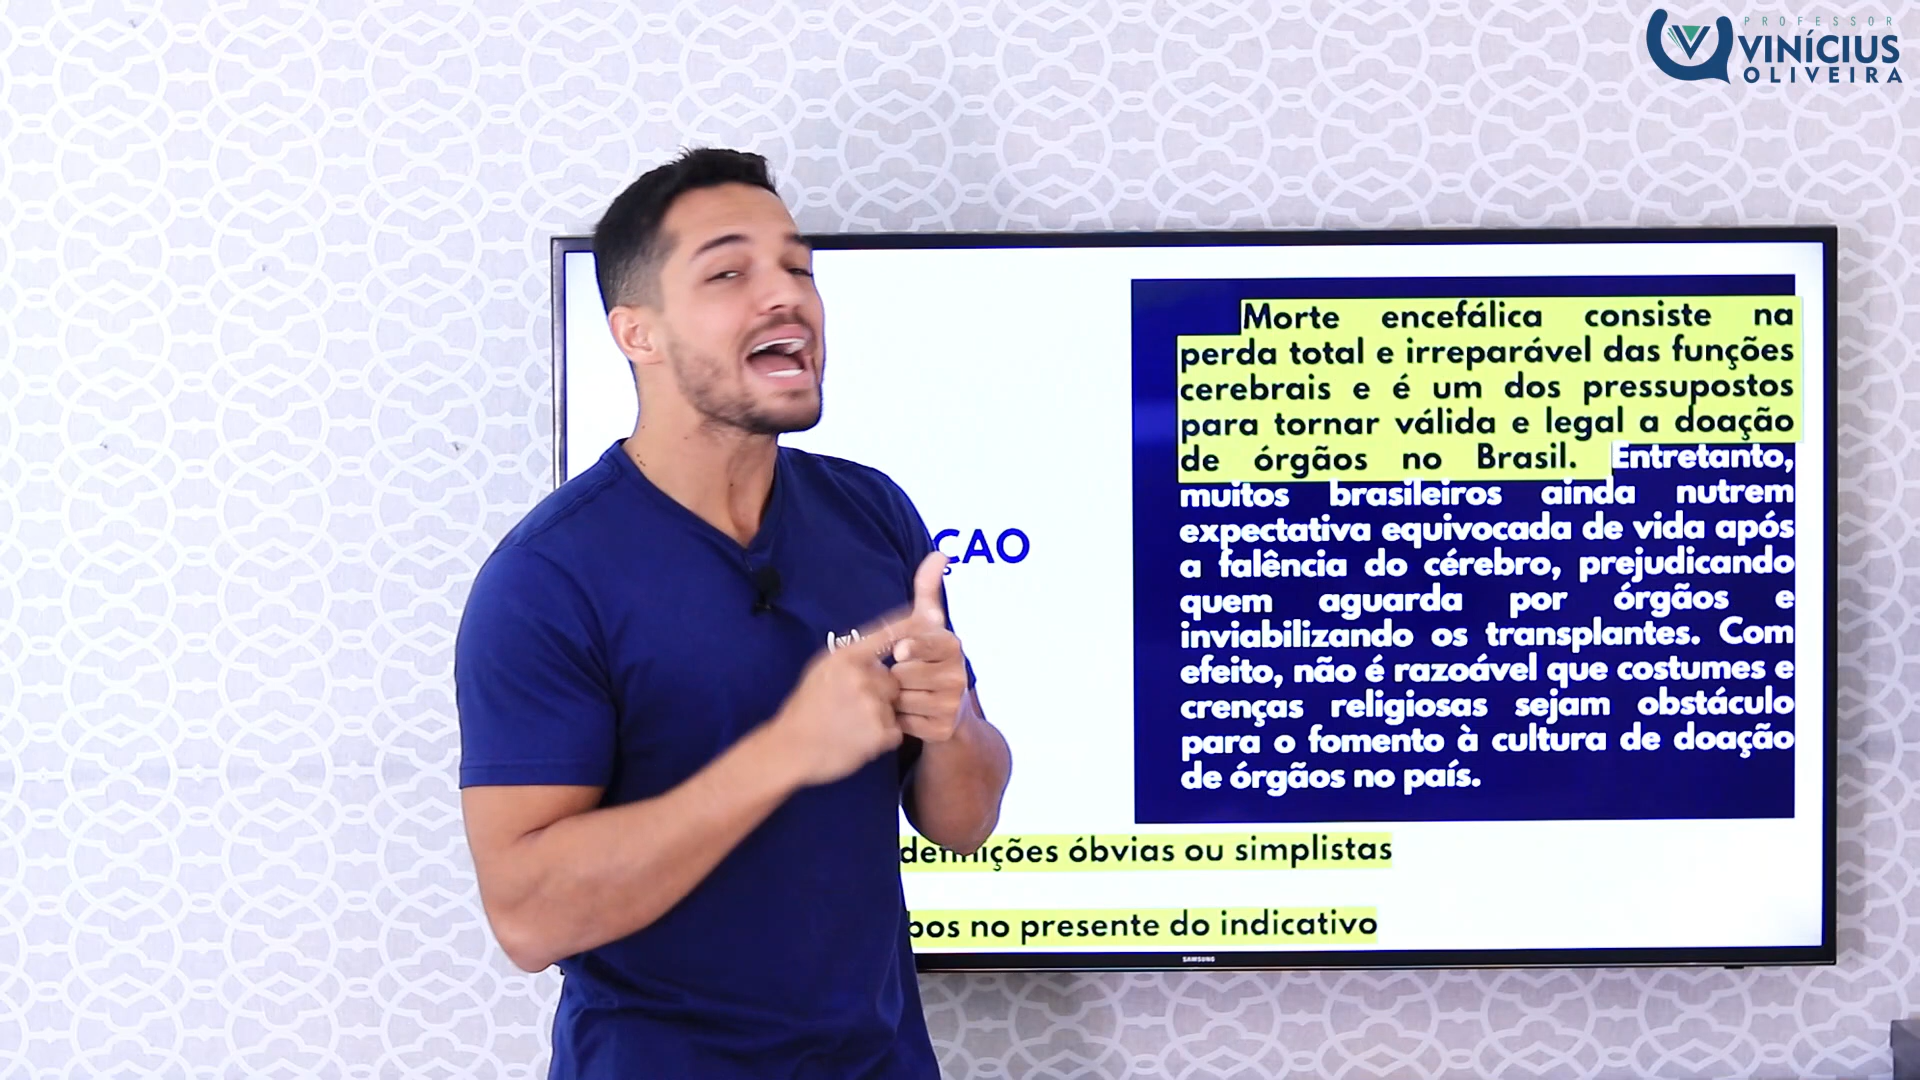 PROFESSOR
VINÍCIUS
OLIVEIRA
Morte encefálica consiste na
perda total e irreparável das funções
cerebrais e é um dos pressupostos
para tornar válida e legal a doação
de órgãos no Brasil. Entretanto,
muitos brasileiros ainda nutrem
expectativa equivocada de vida após
a falência do cérebro, prejudicando
quem aguarda por órgãos e
inviabilizando os transplantes. Com
efeito, não é razoável que costumes e
crenças religiosas sejam obstáculo
para o fomento à cultura de doação
de órgãos no país.
ÇAO
definições óbvias ou simplistas
bos no presente do indicativo
SAMSUNG